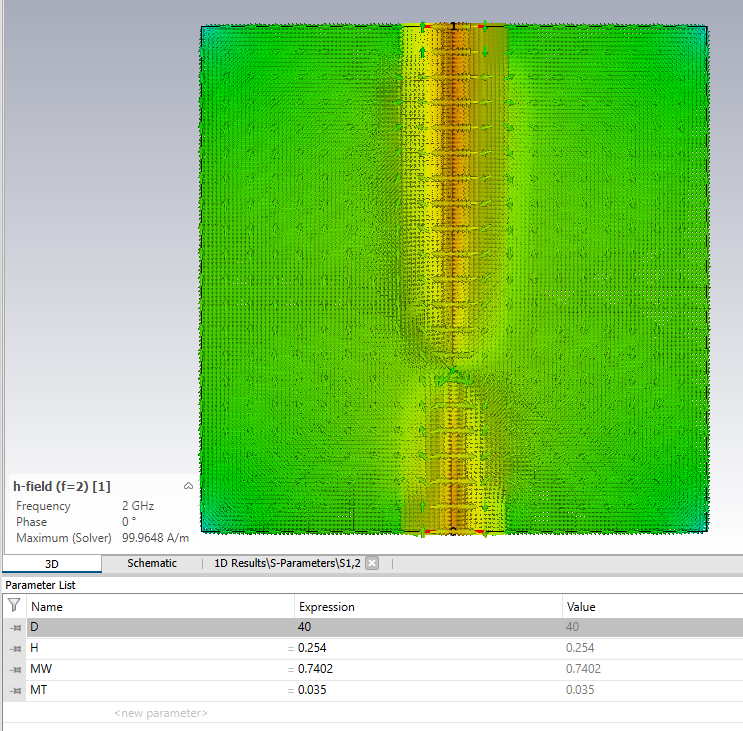 1
2
h-field (f=2) [1]
Frequency 2 GHz
Phase 0 °
Maximum (Solver) 99.9648 A/m
3D Schematic 1D Results\S-Parameters\S1,2
Parameter List
Name Expression Value
D 40 40
H = 0.254 0.254
MW = 0.7402 0.7402
MT = 0.035 0.035
<new parameter>